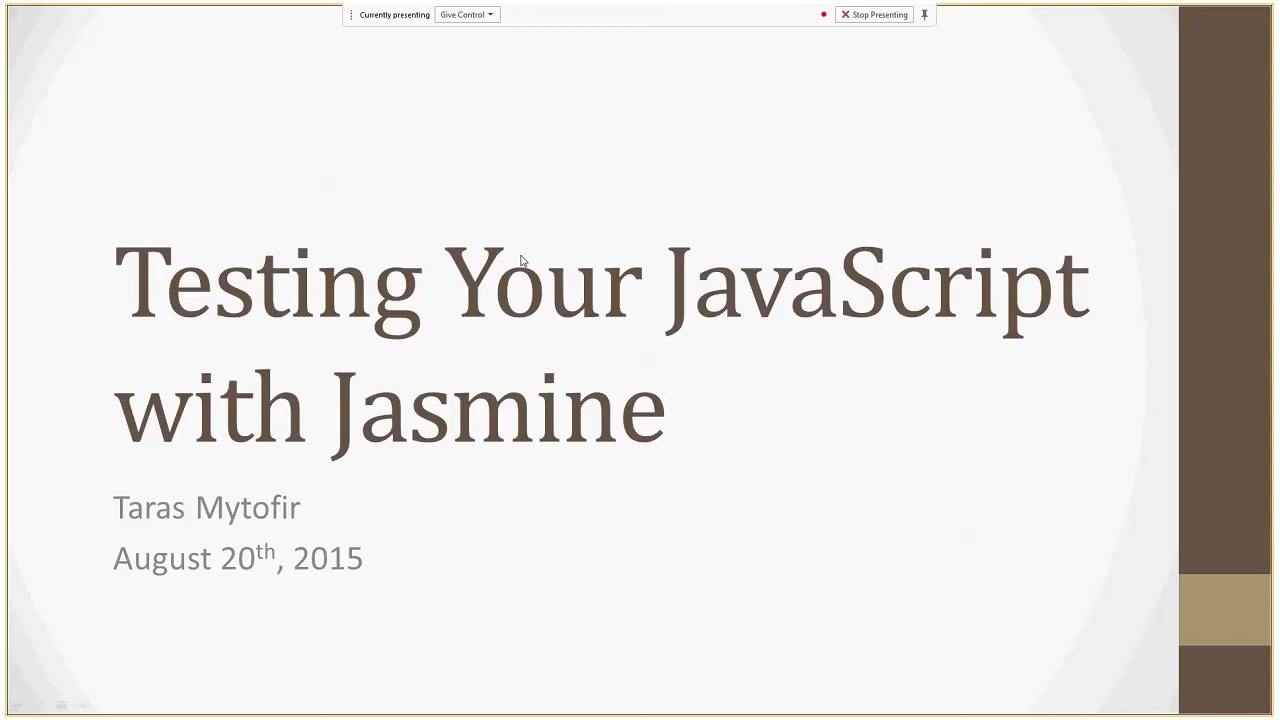 Currently presenting Give Control Stop Presenting
Testing Your JavaScript
with Jasmine
Taras Mytofir
August 20th, 2015